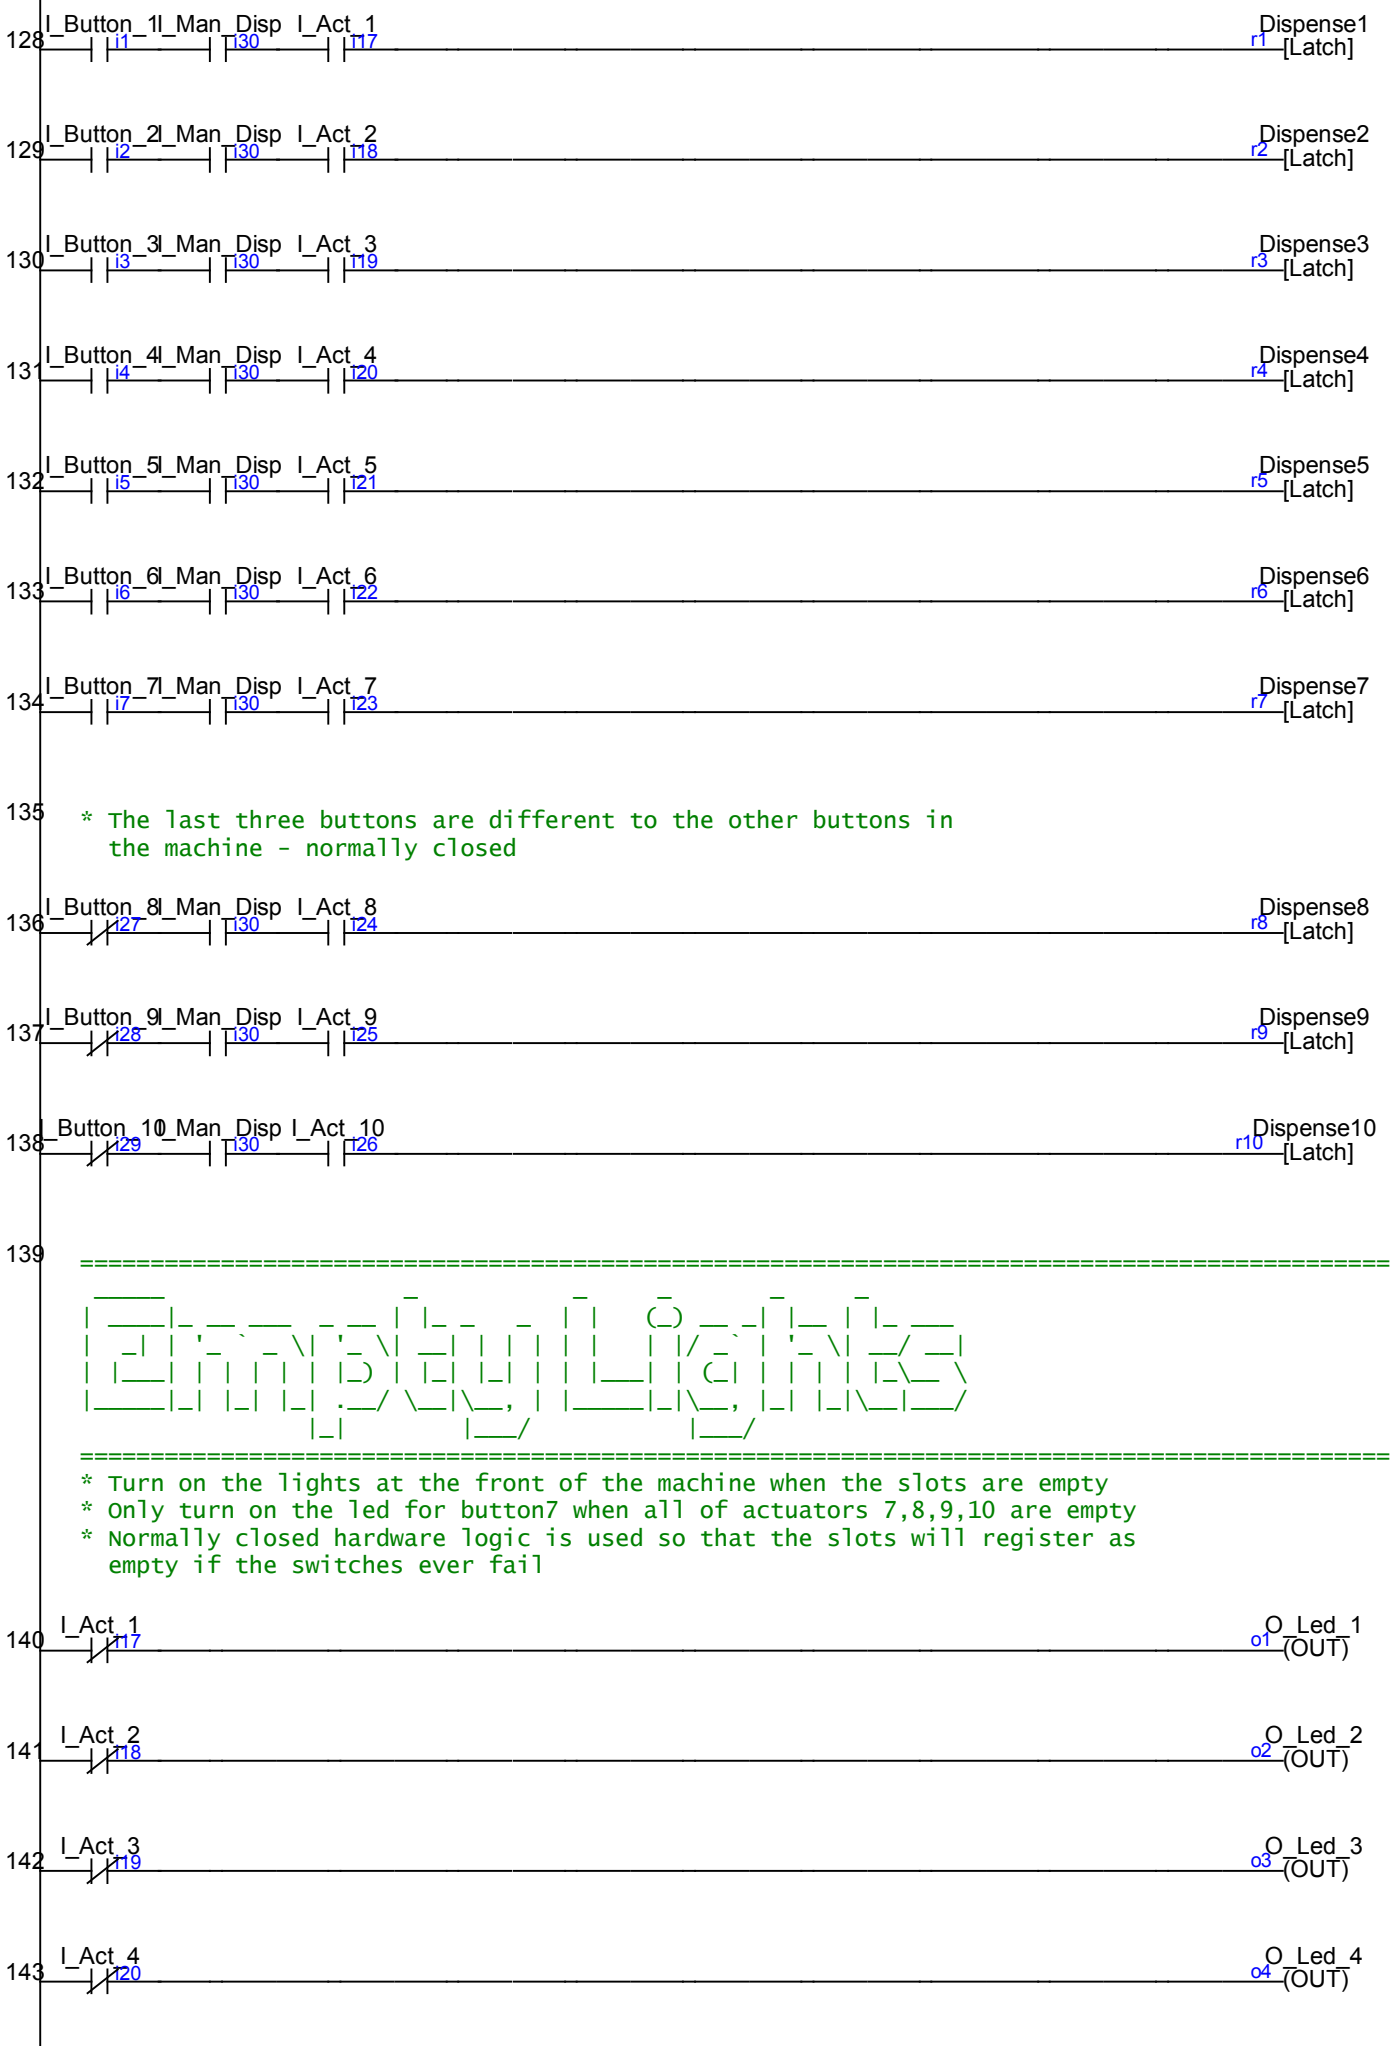 I_Button_1 I_Man_Disp I_Act_1 Dispense1
128 i1 i30 i17 r1 [Latch]
I_Button_2 I_Man_Disp I_Act_2 Dispense2
129 i2 i30 i18 r2 [Latch]
I_Button_3 I_Man_Disp I_Act_3 Dispense3
130 i3 i30 i19 r3 [Latch]
I_Button_4 I_Man_Disp I_Act_4 Dispense4
131 i4 i30 i20 r4 [Latch]
I_Button_5 I_Man_Disp I_Act_5 Dispense5
132 i5 i30 i21 r5 [Latch]
I_Button_6 I_Man_Disp I_Act_6 Dispense6
133 i6 i30 i22 r6 [Latch]
I_Button_7 I_Man_Disp I_Act_7 Dispense7
134 i7 i30 i23 r7 [Latch]
135 * The last three buttons are different to the other buttons in
the machine - normally closed
I_Button_8 I_Man_Disp I_Act_8 Dispense8
136 i27 i30 i24 r8 [Latch]
I_Button_9 I_Man_Disp I_Act_9 Dispense9
137 i28 i30 i25 r9 [Latch]
I_Button_10 I_Man_Disp I_Act_10 Dispense10
138 i29 i30 i26 r10 [Latch]
139
Empty Lights
* Turn on the lights at the front of the machine when the slots are empty
* Only turn on the led for button7 when all of actuators 7,8,9,10 are empty
* Normally closed hardware logic is used so that the slots will register as
empty if the switches ever fail
I_Act_1 O_Led_1
140 i17 o1 (OUT)
I_Act_2 O_Led_2
141 i18 o2 (OUT)
I_Act_3 O_Led_3
142 i19 o3 (OUT)
I_Act_4 O_Led_4
143 i20 o4 (OUT)